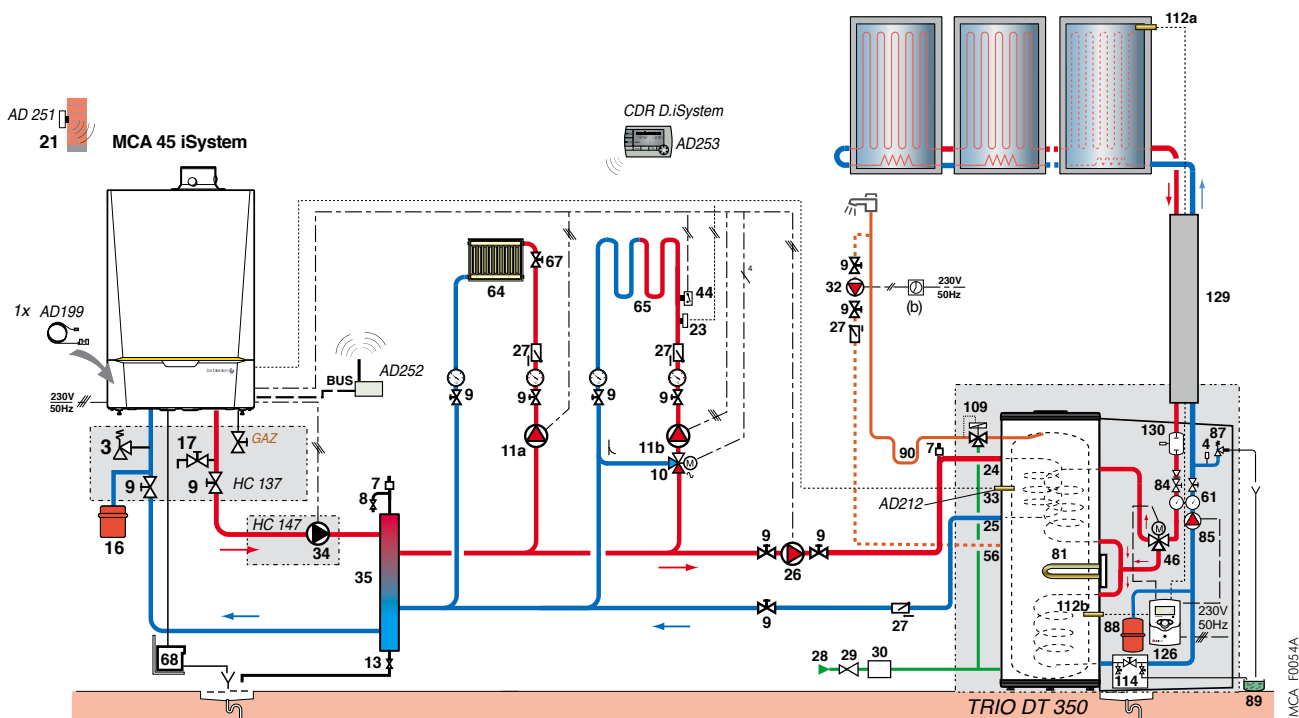 112a
AD 251
21
MCA 45 iSystem
CDR D.iSystem
AD253
1x AD199
De Dietrich
230V
50Hz
BUS
AD252
GAZ
3
17
9
9
HC 137
16
HC 147
34
7
8
35
13
68
64
67
27
9
9
11a
65
44
23
4
27
9
9
11b
10
M
9
26
9
9
27
9
32
9
27
(b)
230V
50Hz
129
109
90
7
24
33
AD212
25
56
81
112b
130
4
87
84
61
M
46
85
88
126
230V
50Hz
114
89
28
29
30
TRIO DT 350
MCA F0054A